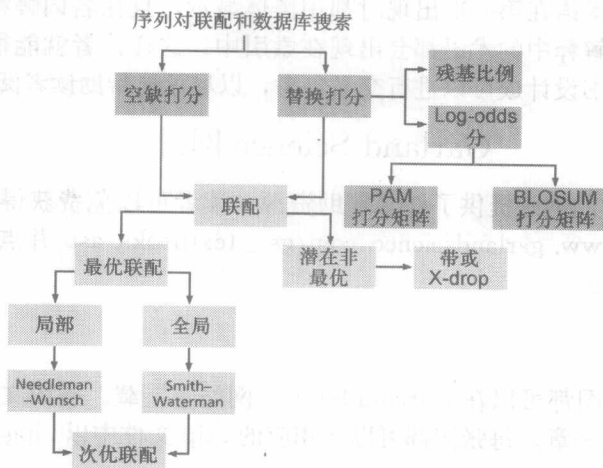 序列对联配和数据库搜索
空缺打分
替换打分
残基比例
Log-odds
分
PAM
打分矩阵
BLOSUM
打分矩阵
联配
最优联配
潜在非
最优
带或
X-drop
局部
全局
Needleman
–Wunsch
Smith–
Waterman
次优联配